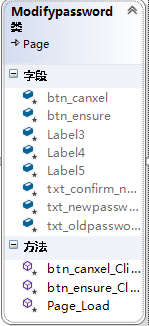 Modifypassword
类
Page
字段
btn_canxel
btn_ensure
Label3
Label4
Label5
txt_confirm_n...
txt_newpassw...
txt_oldpasswo...
方法
btn_canxel_Cli...
btn_ensure_Cl...
Page_Load